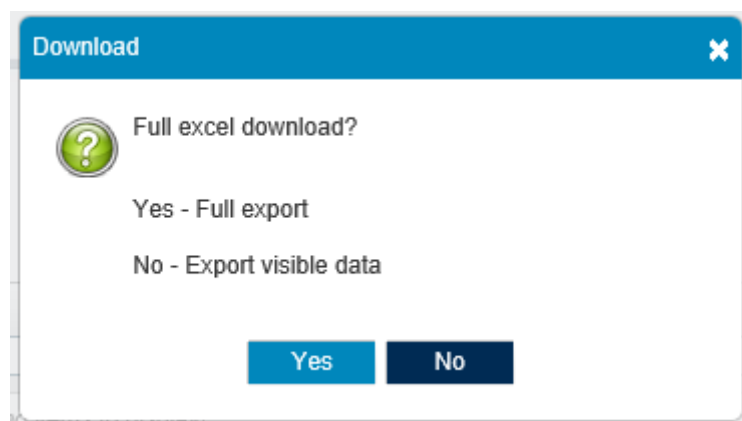 Download
Full excel download?
Yes - Full export
No - Export visible data
Yes No